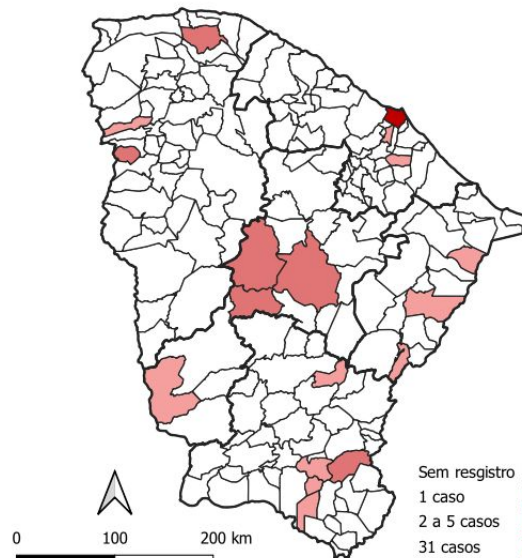 Sem resgistro
1 caso
2 a 5 casos
31 casos
0 100 200 km